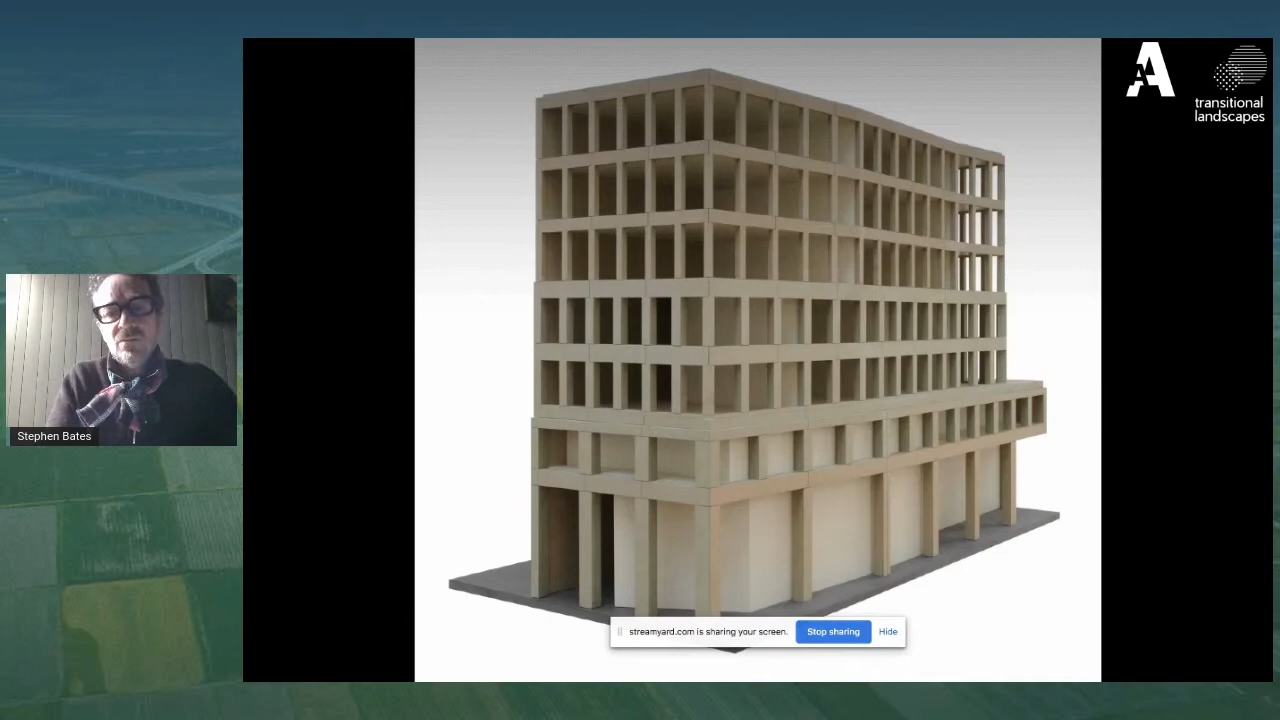 A
transitional
landscapes
Stephen Bates
streamyard.com is sharing your screen. Stop sharing Hide